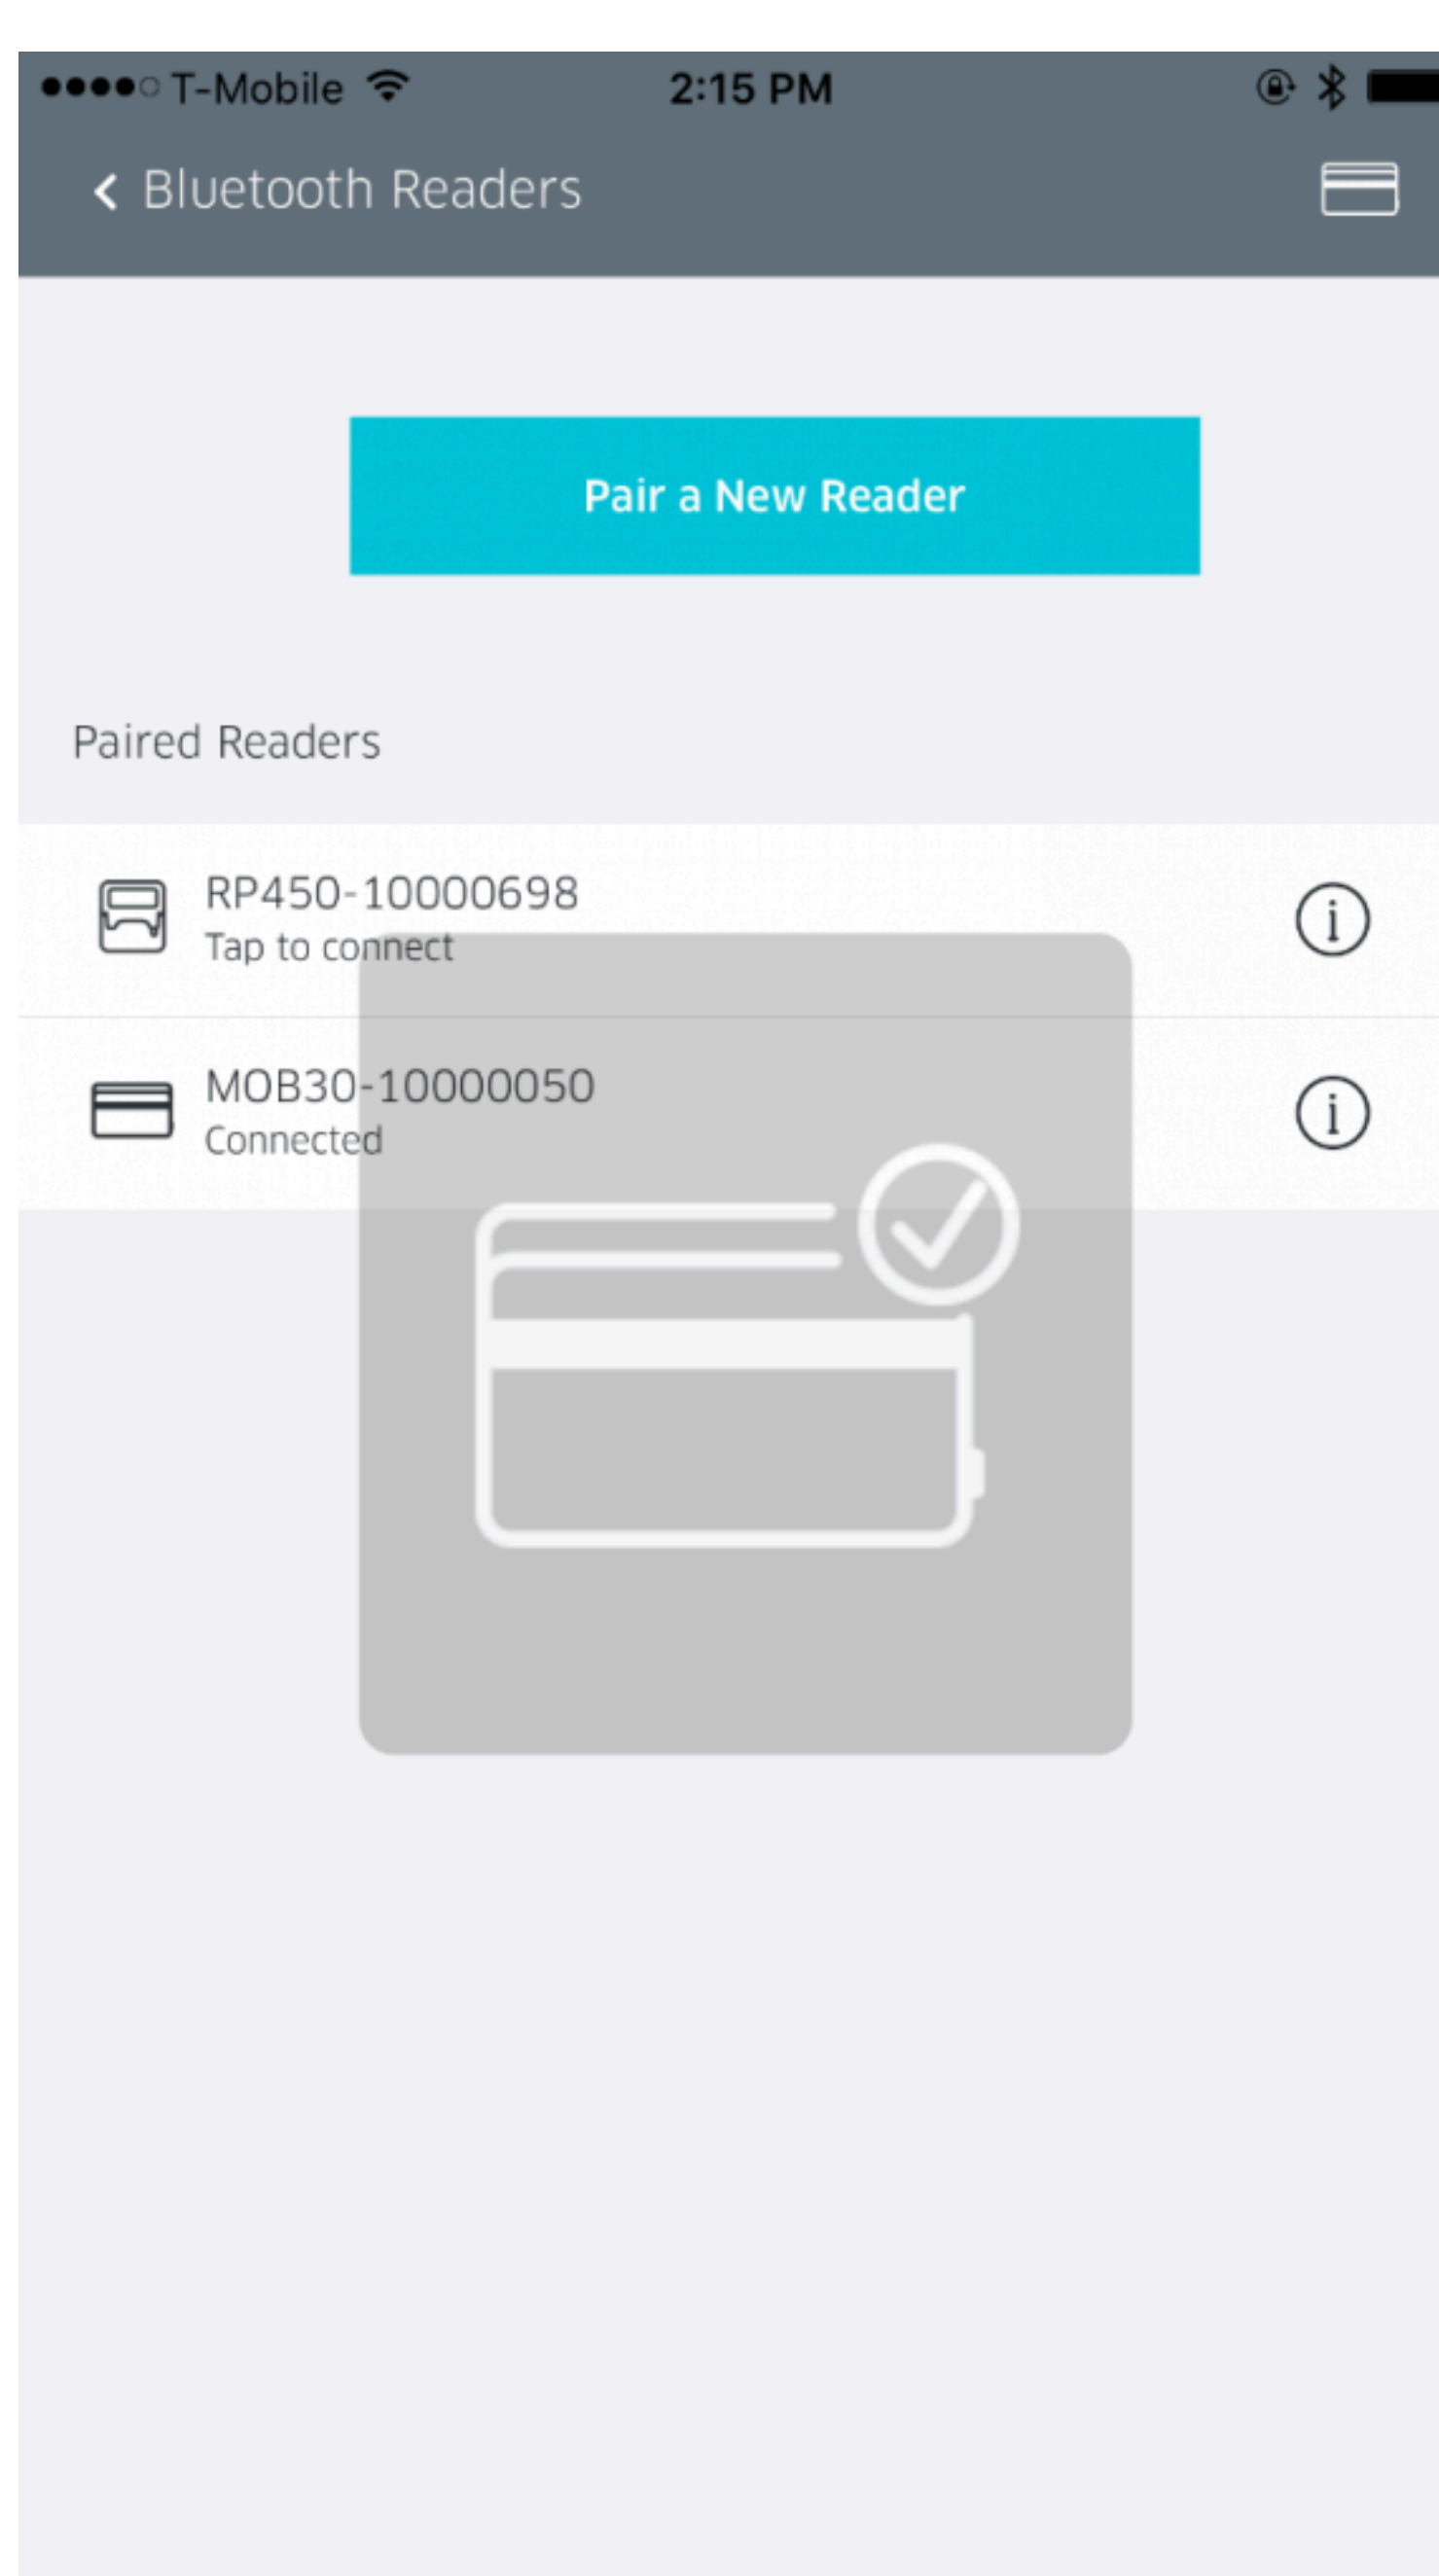 T-Mobile 2:15 PM
Bluetooth Readers
Pair a New Reader
Paired Readers
RP450-10000698
Tap to connect
MOB30-10000050
Connected